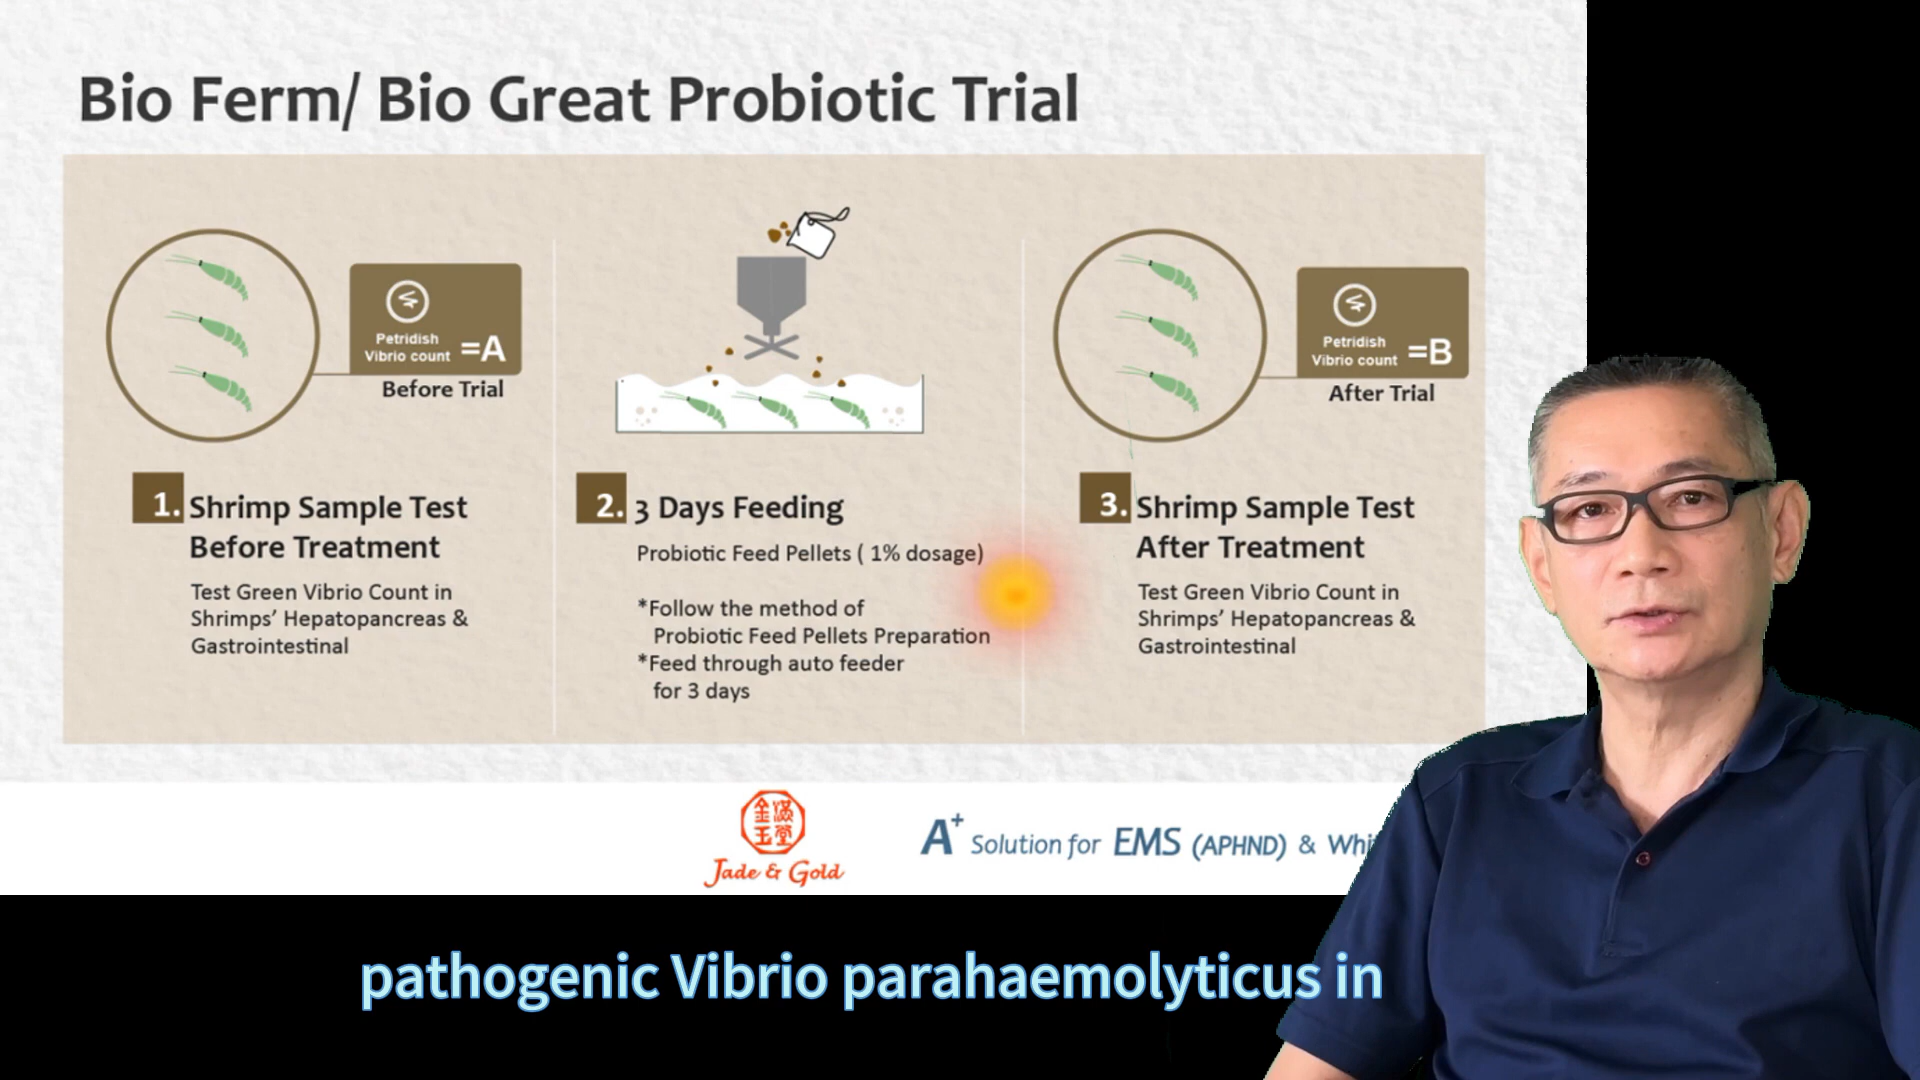 Bio Ferm/ Bio Great Probiotic Trial
Petridish
Vibrio count =A
Before Trial
1. Shrimp Sample Test
Before Treatment
Test Green Vibrio Count in
Shrimps' Hepatopancreas &
Gastrointestinal
2. 3 Days Feeding
Probiotic Feed Pellets ( 1% dosage)
*Follow the method of
Probiotic Feed Pellets Preparation
*Feed through auto feeder
for 3 days
Petridish
Vibrio count =B
After Trial
3. Shrimp Sample Test
After Treatment
Test Green Vibrio Count in
Shrimps' Hepatopancreas &
Gastrointestinal
金滿
玉堂
Jade & Gold
A+ Solution for EMS (APHND) &
pathogenic Vibrio parahaemolyticus in